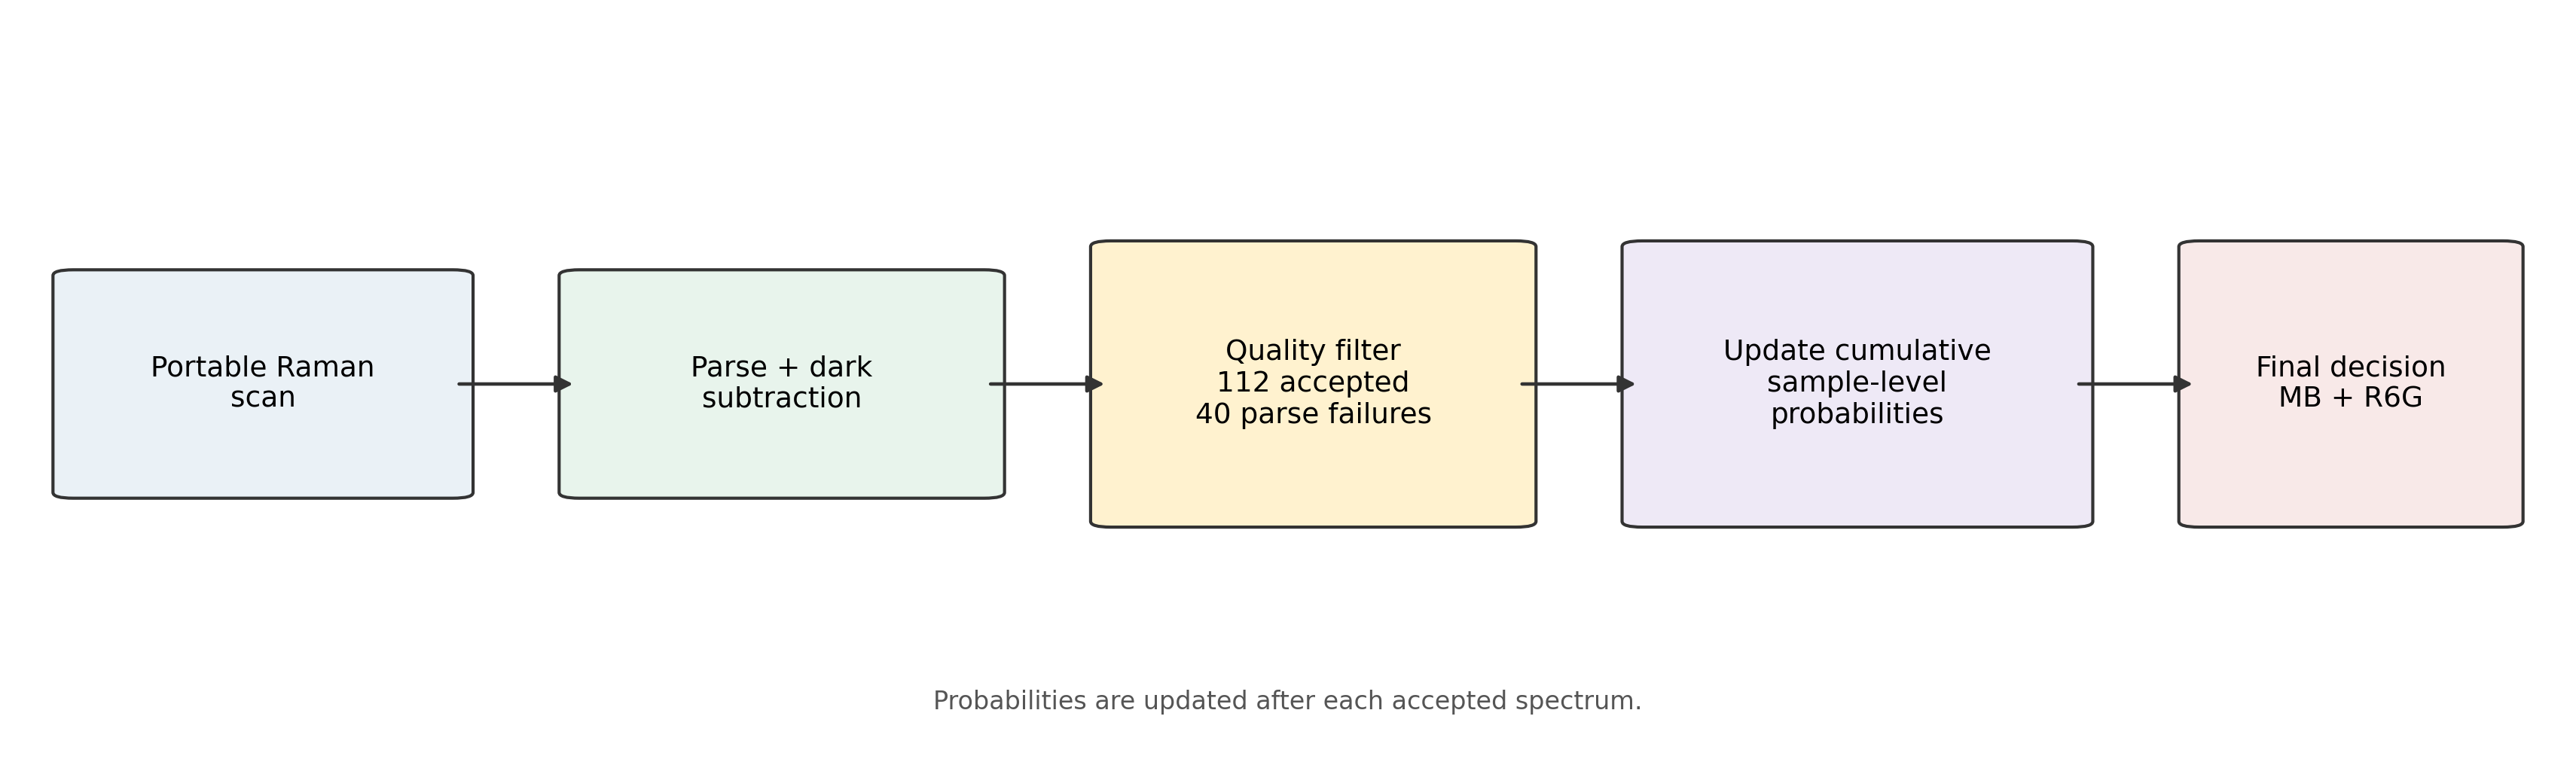 Portable Raman
scan
Parse + dark
subtraction
Quality filter
112 accepted
40 parse failures
Update cumulative
sample-level
probabilities
Final decision
MB + R6G
Probabilities are updated after each accepted spectrum.